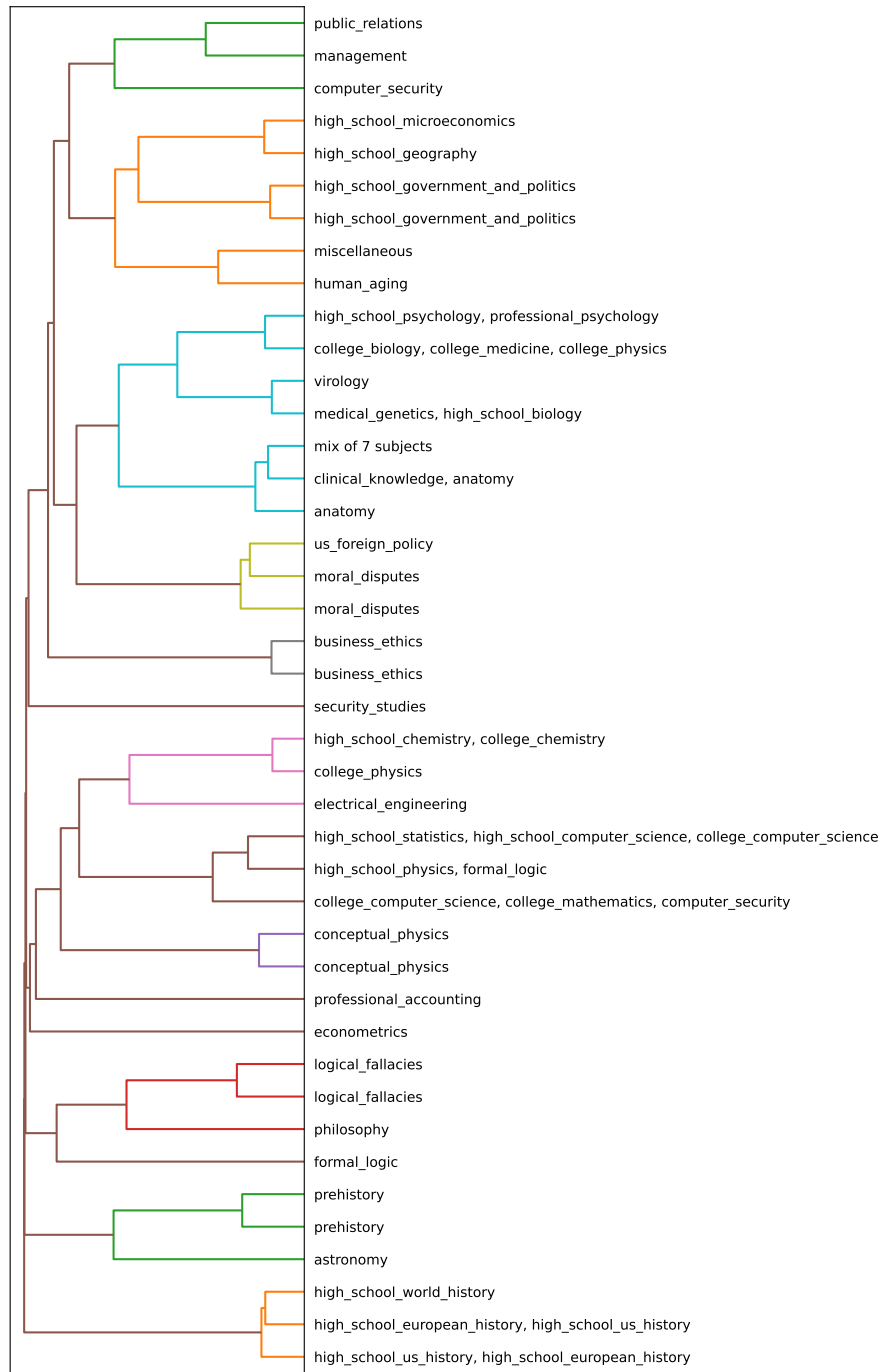 public_relations
management
computer_security
high_school_microeconomics
high_school_geography
high_school_government_and_politics
high_school_government_and_politics
miscellaneous
human_aging
high_school_psychology, professional_psychology
college_biology, college_medicine, college_physics
virology
medical_genetics, high_school_biology
mix of 7 subjects
clinical_knowledge, anatomy
anatomy
us_foreign_policy
moral_disputes
moral_disputes
business_ethics
business_ethics
security_studies
high_school_chemistry, college_chemistry
college_physics
electrical_engineering
high_school_statistics, high_school_computer_science, college_computer_science
high_school_physics, formal_logic
college_computer_science, college_mathematics, computer_security
conceptual_physics
conceptual_physics
professional_accounting
econometrics
logical_fallacies
logical_fallacies
philosophy
formal_logic
prehistory
prehistory
astronomy
high_school_world_history
high_school_european_history, high_school_us_history
high_school_us_history, high_school_european_history